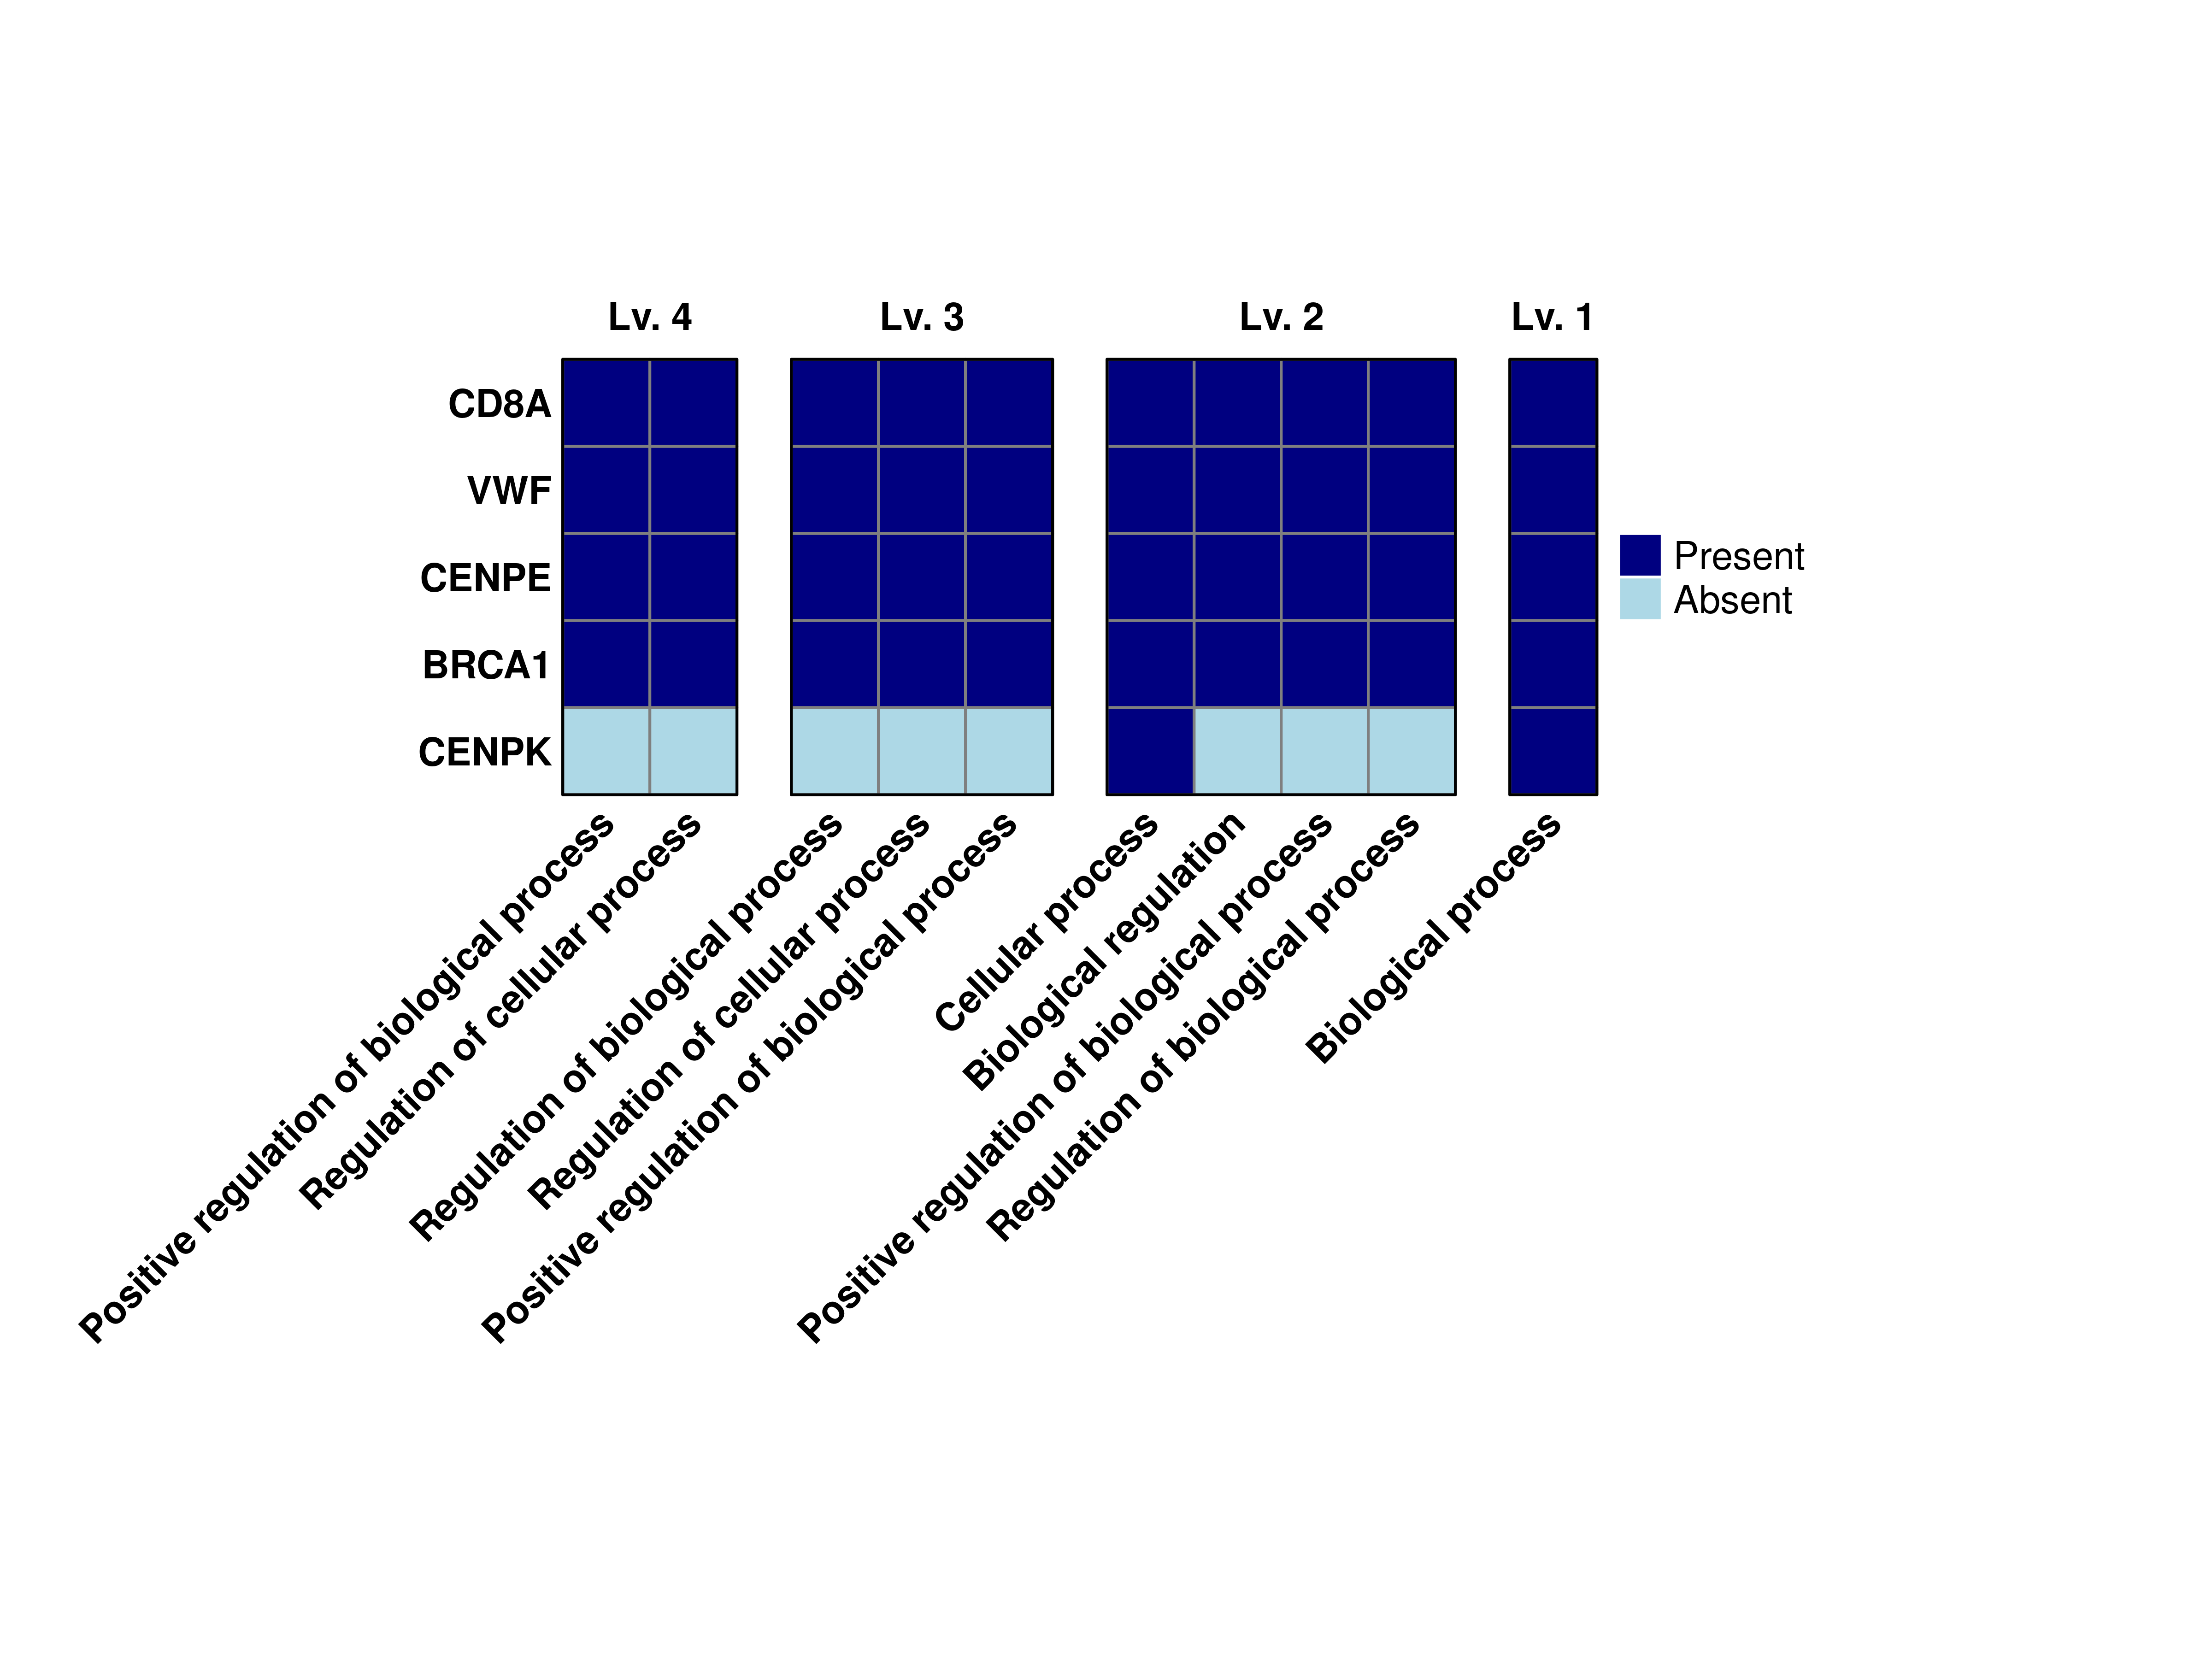 Lv. 4
Lv. 3
Lv. 2
Lv. 1
CD8A
VWF
CENPE
BRCA1
CENPK
Present
Absent
Positive regulation of biological process
Regulation of cellular process
Regulation of biological process
Regulation of cellular process
Positive regulation of biological process
Cellular process
Biological regulation
Positive regulation of biological process
Regulation of biological process
Biological process